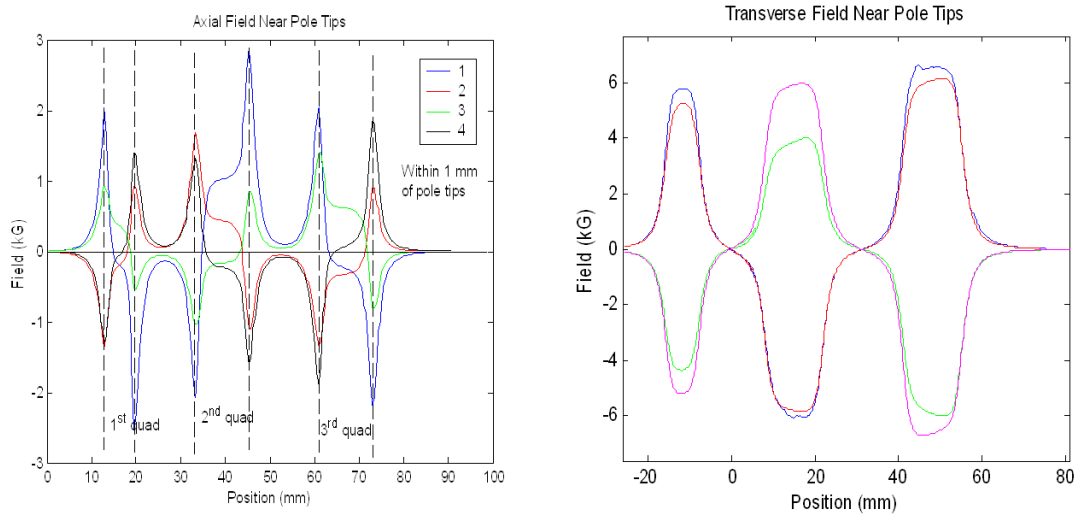 Axial Field Near Pole Tips
3
2
1
0
-1
-2
-3
Field (kG)
1
2
3
4
Within 1 mm
of pole tips
1st quad
2nd quad
3rd quad
0 10 20 30 40 50 60 70 80 90 100
Position (mm)
Transverse Field Near Pole Tips
6
4
2
0
-2
-4
-6
Field (kG)
-20 0 20 40 60 80
Position (mm)